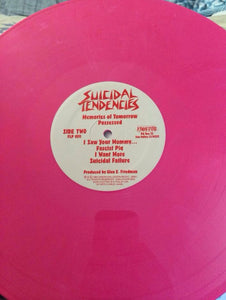 SUICIDAL
TENDENCIES
Memories of Tomorrow
Possessed
SIDE TWO
I Saw Your Mommy...
Fascist Pig
I Want More
Suicidal Failure
Produced by Glen E. Friedman